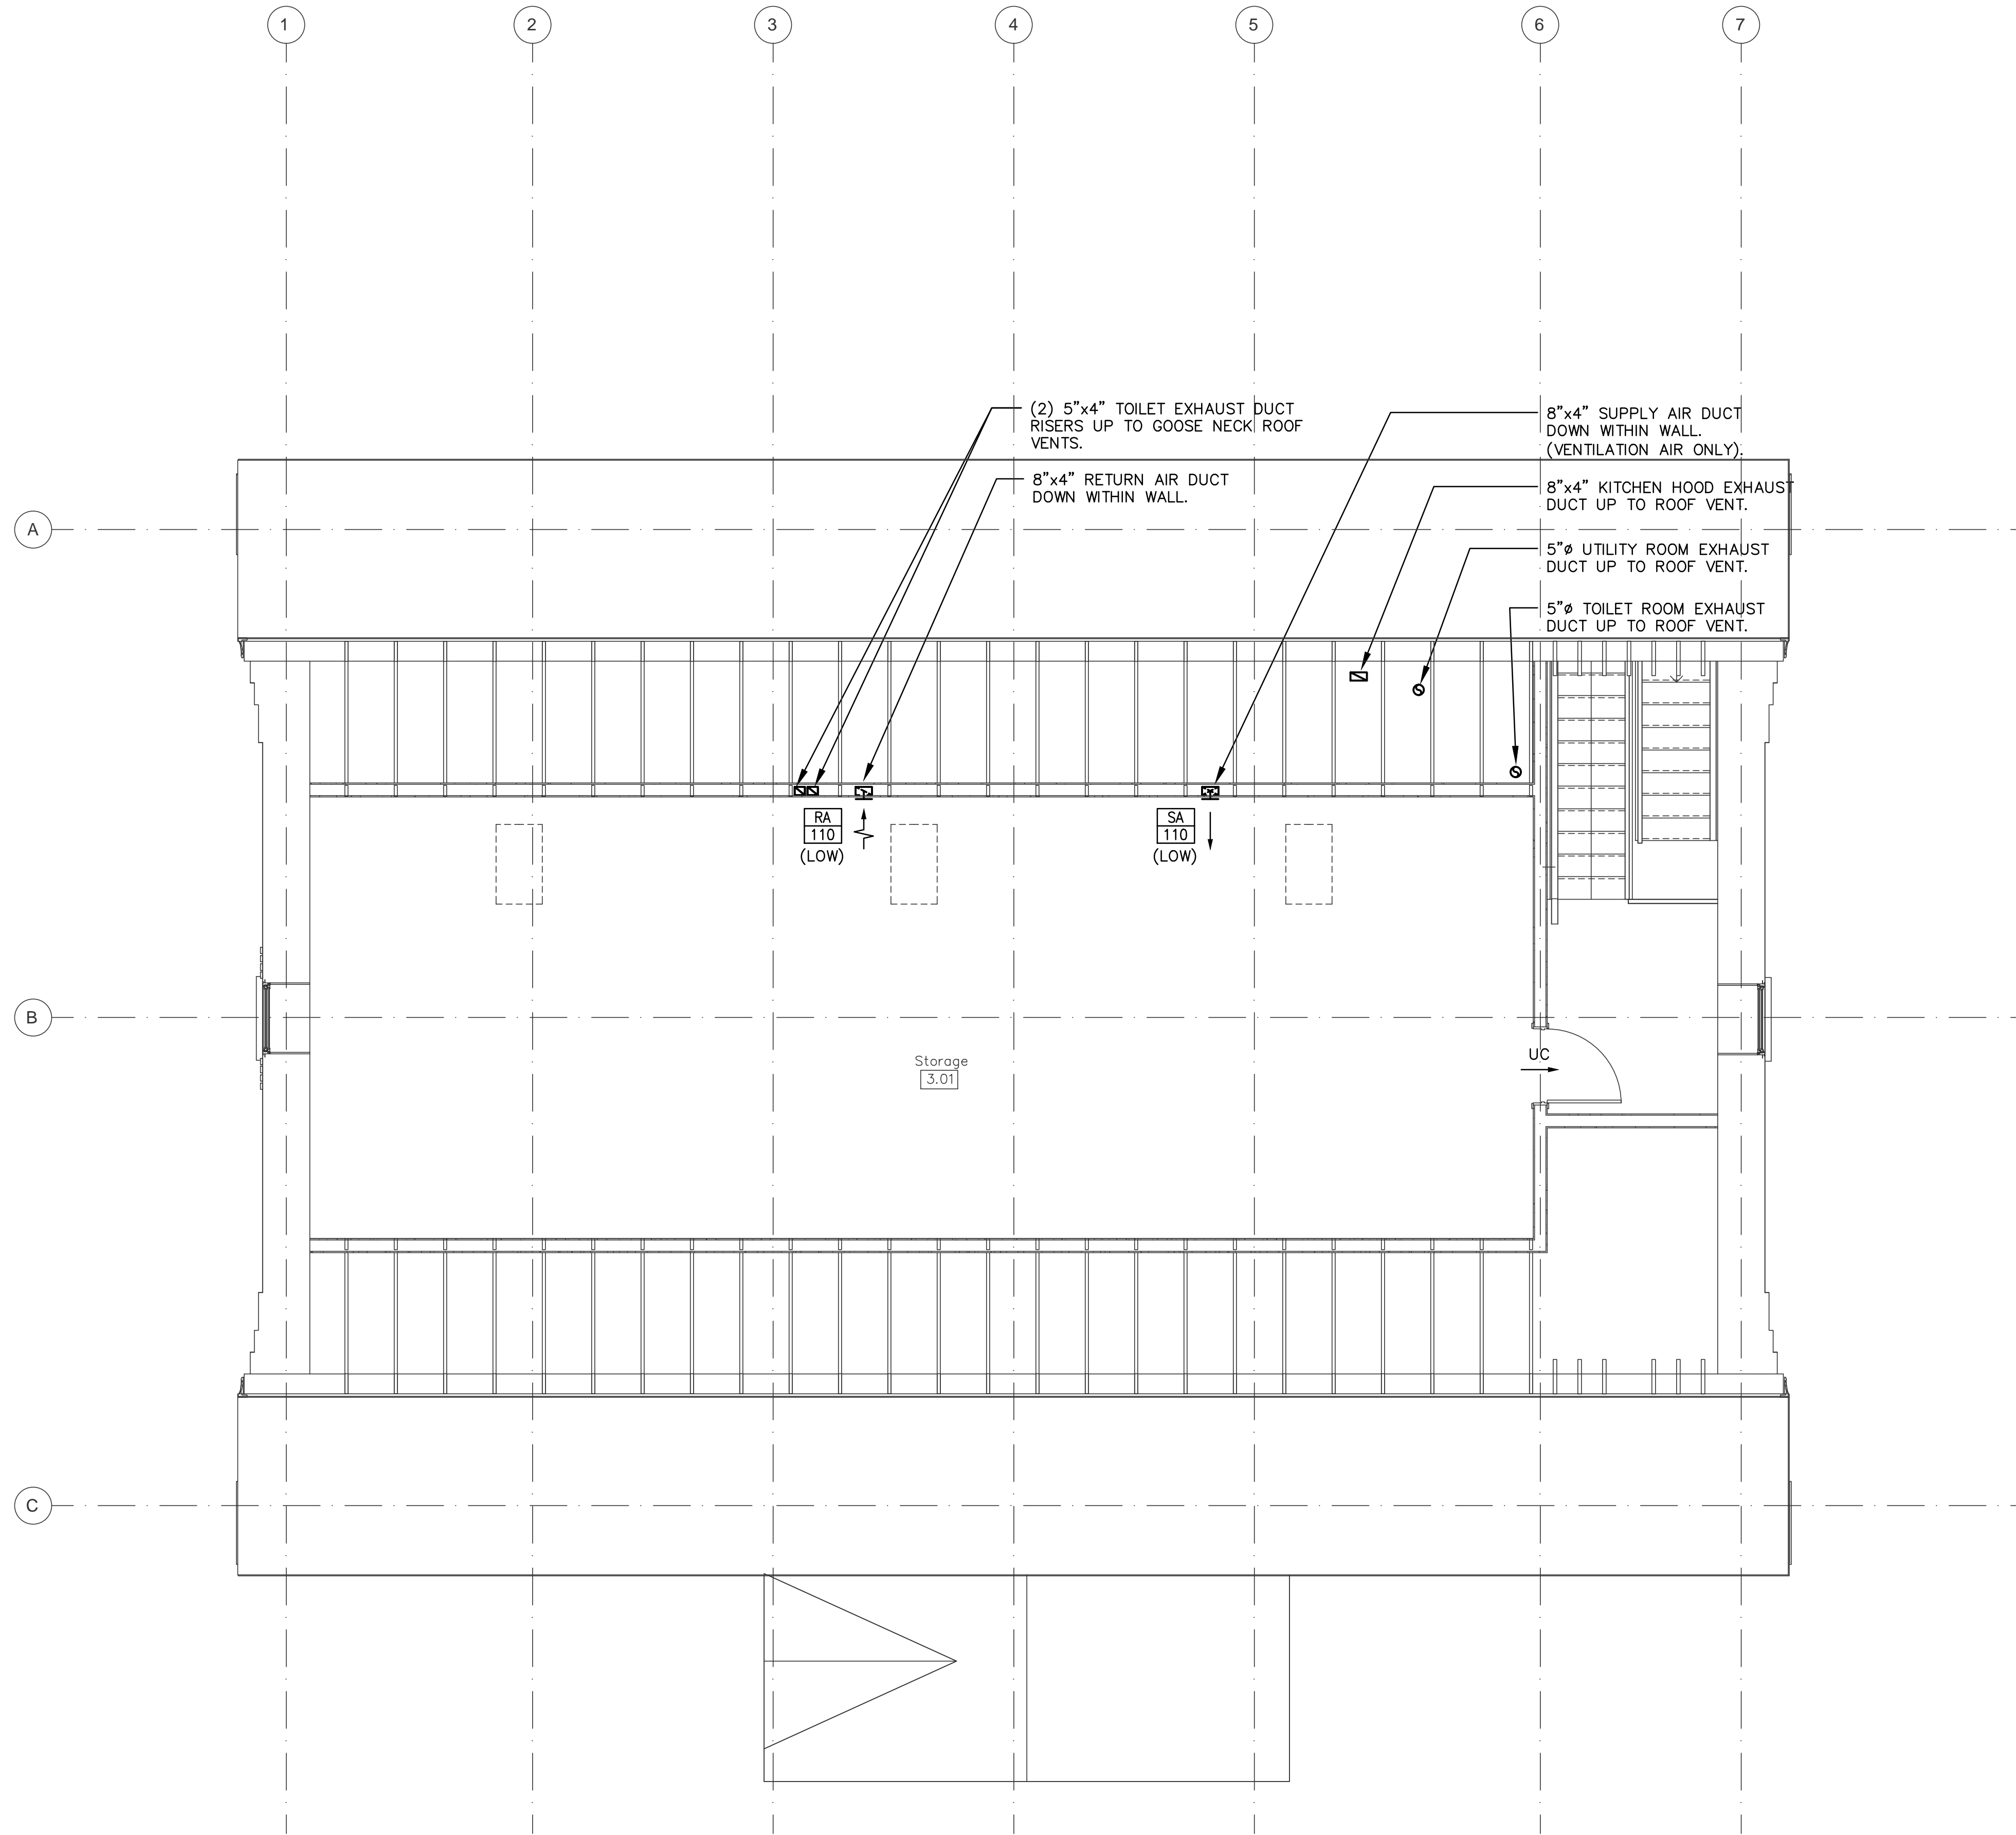 1
2
3
4
5
6
7
(2) 5"x4" TOILET EXHAUST DUCT
RISERS UP TO GOOSE NECK ROOF
VENTS.
8"x4" RETURN AIR DUCT
DOWN WITHIN WALL.
8"x4" SUPPLY AIR DUCT
DOWN WITHIN WALL.
(VENTILATION AIR ONLY).
8"x4" KITCHEN HOOD EXHAUST
DUCT UP TO ROOF VENT.
5"ø UTILITY ROOM EXHAUST
DUCT UP TO ROOF VENT.
5"ø TOILET ROOM EXHAUST
DUCT UP TO ROOF VENT.
A
RA
110
(LOW)
SA
110
(LOW)
B
UC
Storage
3.01
C